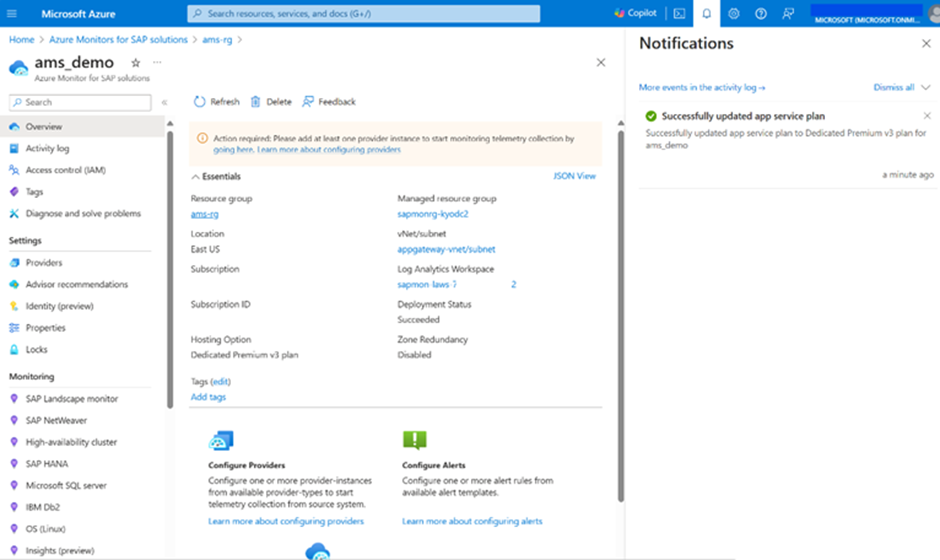 Microsoft Azure
Search resources, services, and docs (G+/)
Copilot
MICROSOFT (MICROSOFT.ONMI...
Home > Azure Monitors for SAP solutions > ams-rg >
ams_demo
Azure Monitor for SAP solutions
Search
Overview
Activity log
Access control (IAM)
Tags
Diagnose and solve problems
Settings
Providers
Advisor recommendations
Identity (preview)
Properties
Locks
Monitoring
SAP Landscape monitor
SAP NetWeaver
High-availability cluster
SAP HANA
Microsoft SQL server
IBM Db2
OS (Linux)
Insights (preview)
Refresh Delete Feedback
Action required: Please add at least one provider instance to start monitoring telemetry collection by
going here. Learn more about configuring providers
Essentials
JSON View
Resource group
ams-rg
Location
East US
Subscription
Subscription ID
Hosting Option
Dedicated Premium v3 plan
Managed resource group
sapmonrg-kyodc2
vNet/subnet
appgateway-vnet/subnet
Log Analytics Workspace
sapmon-laws-? 2
Deployment Status
Succeeded
Zone Redundancy
Disabled
Tags (edit)
Add tags
Configure Providers
Configure one or more provider-instances
from available provider-types to start
telemetry collection from source system.
Learn more about configuring providers
Configure Alerts
Configure one or more alert rules from
available alert templates.
Learn more about configuring alerts
Notifications
More events in the activity log →
Dismiss all
Successfully updated app service plan
Successfully updated app service plan to Dedicated Premium v3 plan for
ams_demo
a minute ago